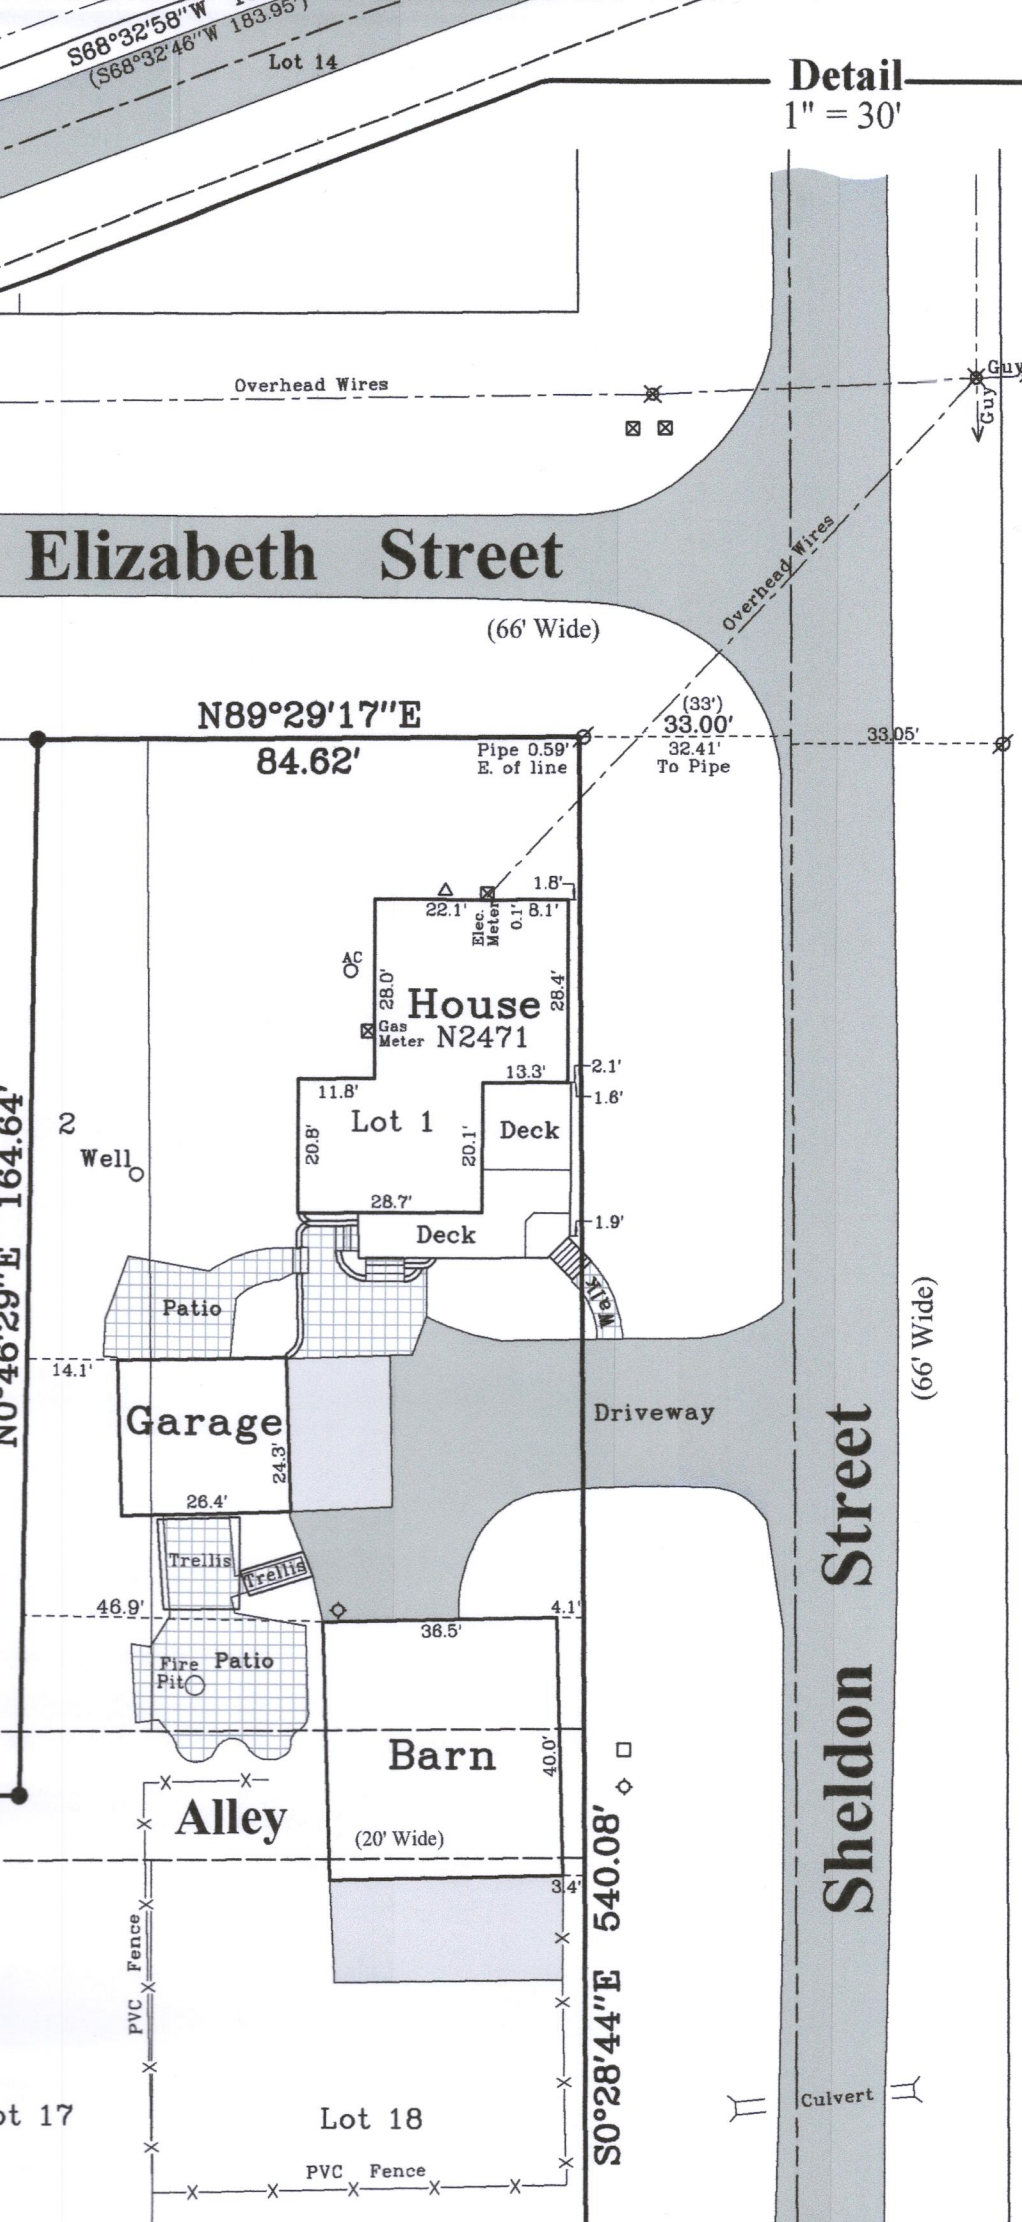 S68°32'58"W
(S68°32'46"W 183.95')
Lot 14
Detail
1" = 30'
Overhead Wires
Guy
Guy
Elizabeth Street
Overhead Wires
(66' Wide)
N89°29'17"E
84.62'
Pipe 0.59'
E. of line
(33')
33.00'
32.41'
To Pipe
33.05'
1.8'
22.1'
Elec.
Meter
0.1'
8.1'
AC
28.0'
28.4'
House
N2471
Gas
Meter
2.1'
1.6'
13.3'
11.8'
Lot 1
Deck
20.8'
20.1'
2
Well
N0°46'29"E 164.64'
28.7'
Deck
1.9'
Walk
Patio
(66' Wide)
14.1'
Garage
24.3'
26.4'
Driveway
Sheldon Street
Trellis
Trellis
46.9'
4.1'
36.5'
Fire
Pit
Patio
Barn
40.0'
Alley
(20' Wide)
3.4'
S0°28'44"E 540.08'
PVC Fence
Culvert
ot 17
Lot 18
PVC Fence